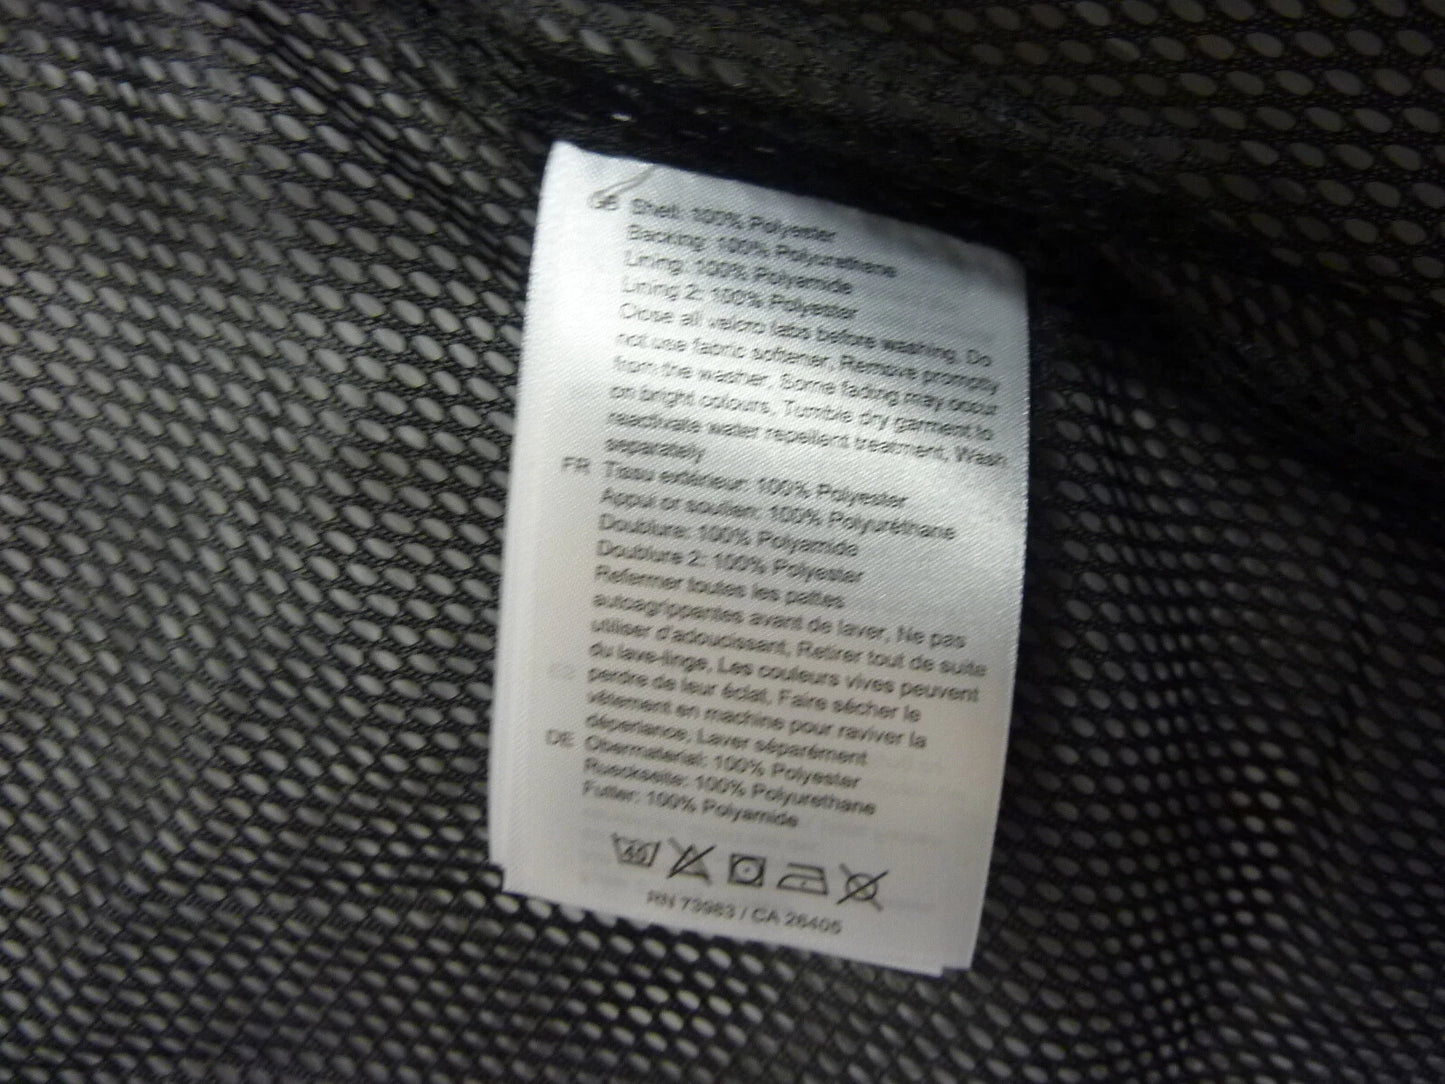 GB Shell: 100% Polyester
Backing: 100% Polyurathane
Lining: 100% Polyamide
Lining 2: 100% Polyester
Close all velcro tabs before washing, Do
not use fabric softener, Remove promptly
from the washer, Some fading may occur
on bright colours, Tumble dry garment to
reactivate water repellent treatment, Wash
separately
FR Tissu extérieur: 100% Polyester
Appui or soutien: 100% Polyuréthane
Doublure: 100% Polyamide
Doublure 2: 100% Polyester
Refermer toutes les pattes
autoagrippantes avant de laver, Ne pas
utiliser d'adoucissant, Retirer tout de suite
du lave-linge, Les couleurs vives peuvent
perdre de leur éclat, Faire sécher le
vêtement en machine pour raviver la
déperlance, Laver séparément
DE Obermaterial: 100% Polyester
Rueckseite: 100% Polyurethane
Futter: 100% Polyamide
40
RN 73983 / CA 26405